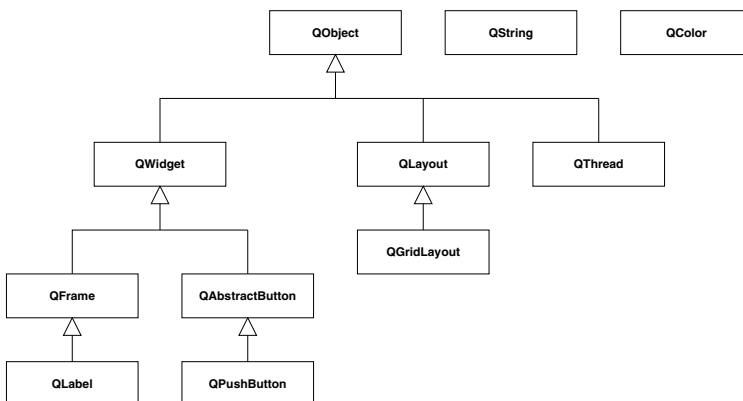 QObject
QString
QColor
QWidget
QLayout
QThread
QGridLayout
QFrame
QAbstractButton
QLabel
QPushButton